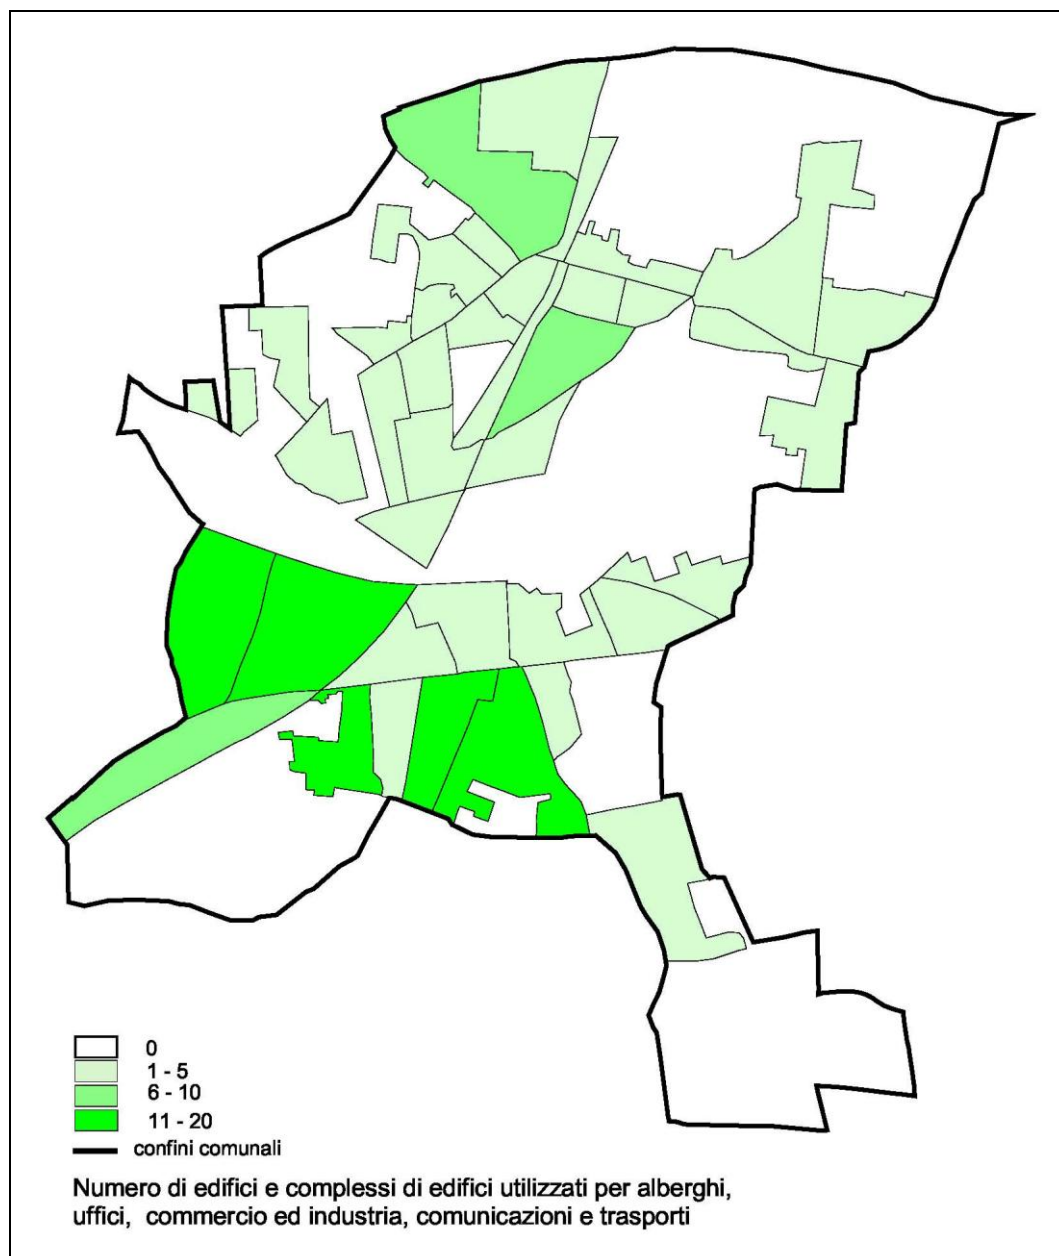 0
1 - 5
6 - 10
11 - 20
confini comunali
Numero di edifici e complessi di edifici utilizzati per alberghi,
uffici, commercio ed industria, comunicazioni e trasporti